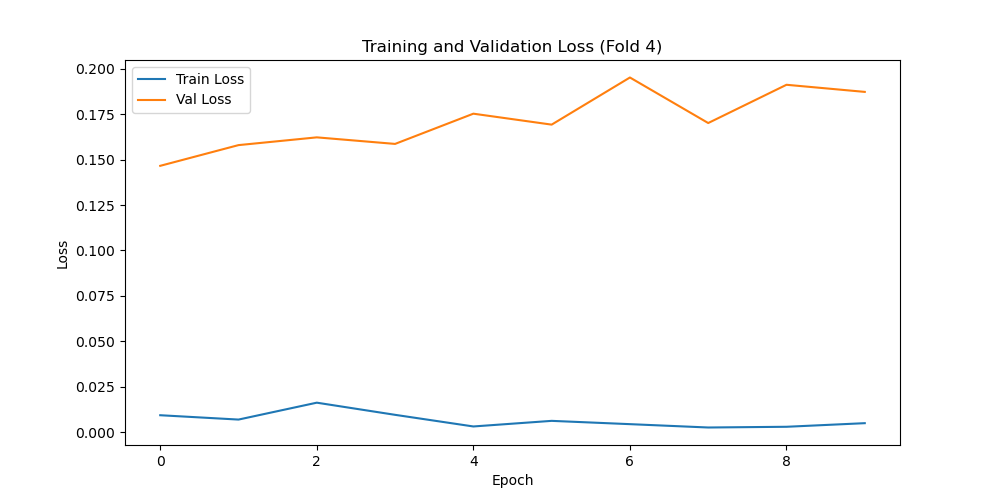 Training and Validation Loss (Fold 4)
Train Loss
Val Loss
0.200
0.175
0.150
0.125
0.100
0.075
0.050
0.025
0.000
Loss
0 2 4 6 8
Epoch